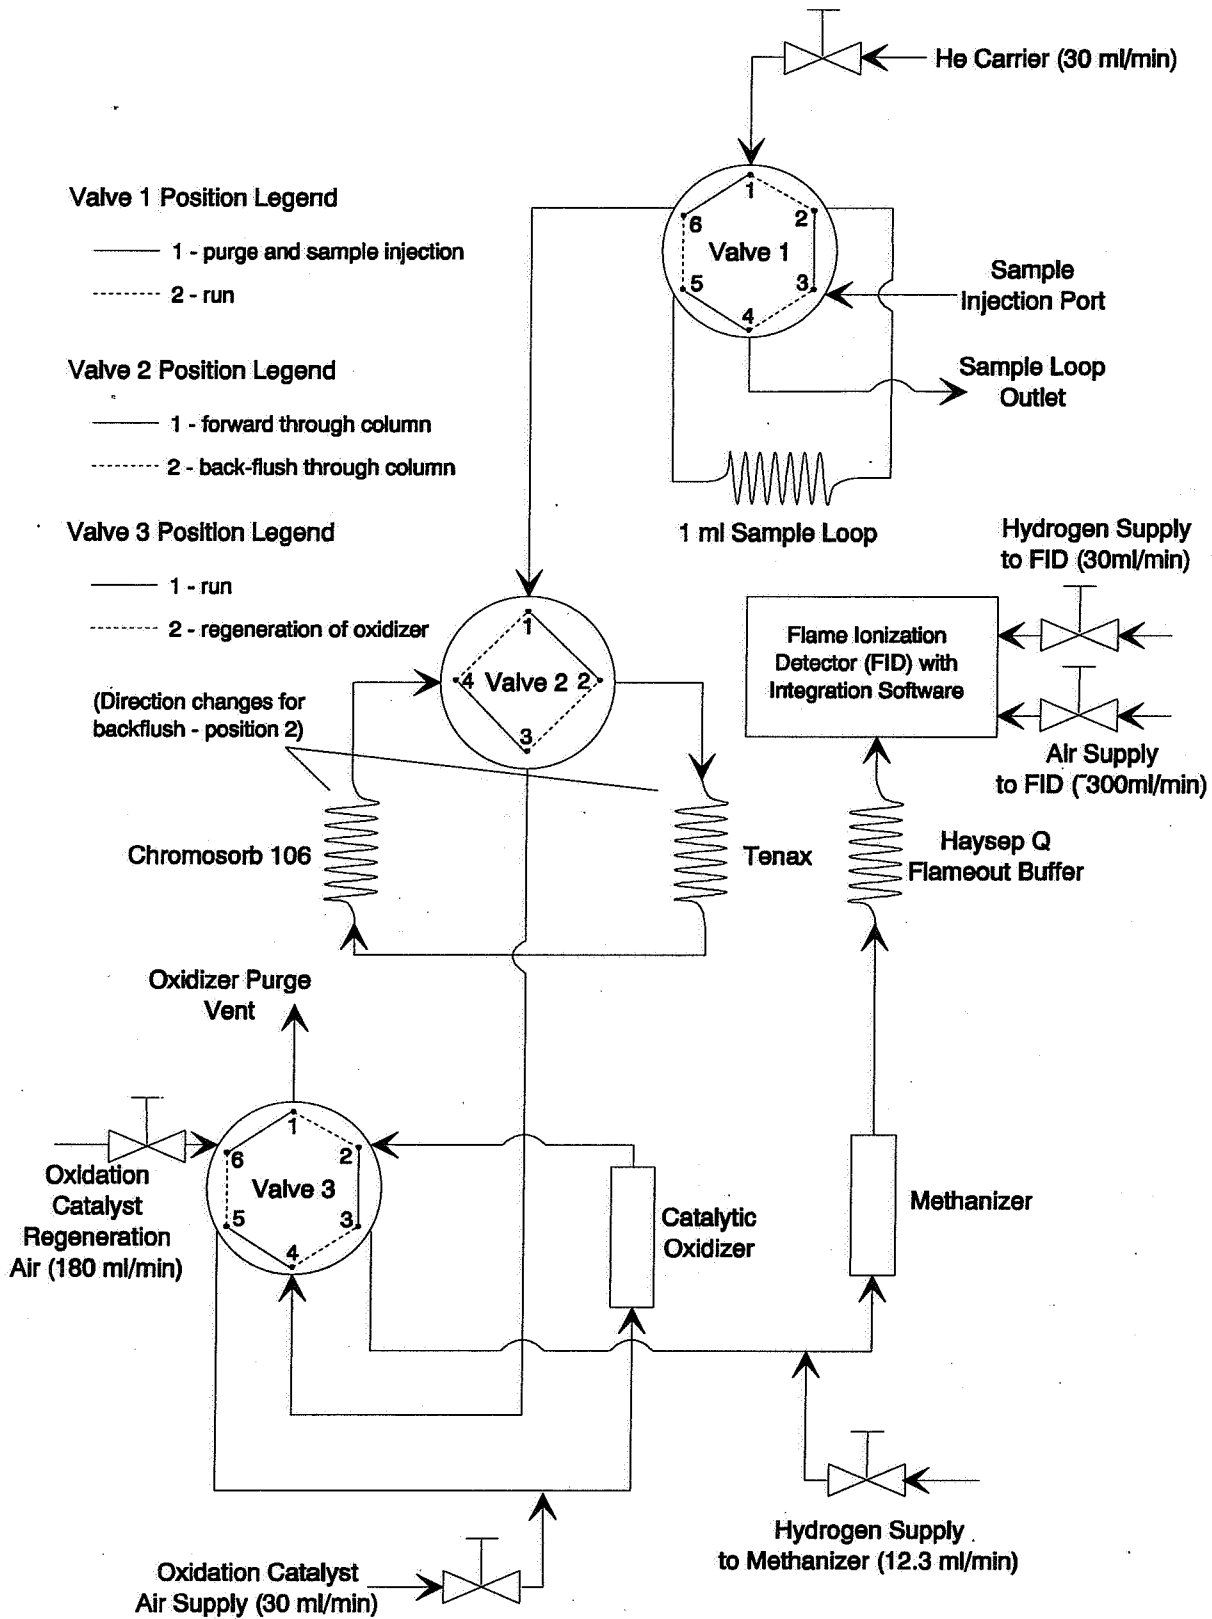 He Carrier (30 ml/min)
Valve 1 Position Legend
1 - purge and sample injection
2 - run
1
2
3
4
5
6
Valve 1
Sample
Injection Port
Sample Loop
Outlet
1 ml Sample Loop
Valve 2 Position Legend
1 - forward through column
2 - back-flush through column
Valve 3 Position Legend
1 - run
2 - regeneration of oxidizer
(Direction changes for
backflush - position 2)
1
4 Valve 2 2
3
Hydrogen Supply
to FID (30ml/min)
Flame Ionization
Detector (FID) with
Integration Software
Air Supply
to FID (~300ml/min)
Chromosorb 106
Tenax
Haysep Q
Flameout Buffer
Oxidizer Purge
Vent
1
2
3
4
5
6
Valve 3
Oxidation
Catalyst
Regeneration
Air (180 ml/min)
Catalytic
Oxidizer
Methanizer
Hydrogen Supply
to Methanizer (12.3 ml/min)
Oxidation Catalyst
Air Supply (30 ml/min)